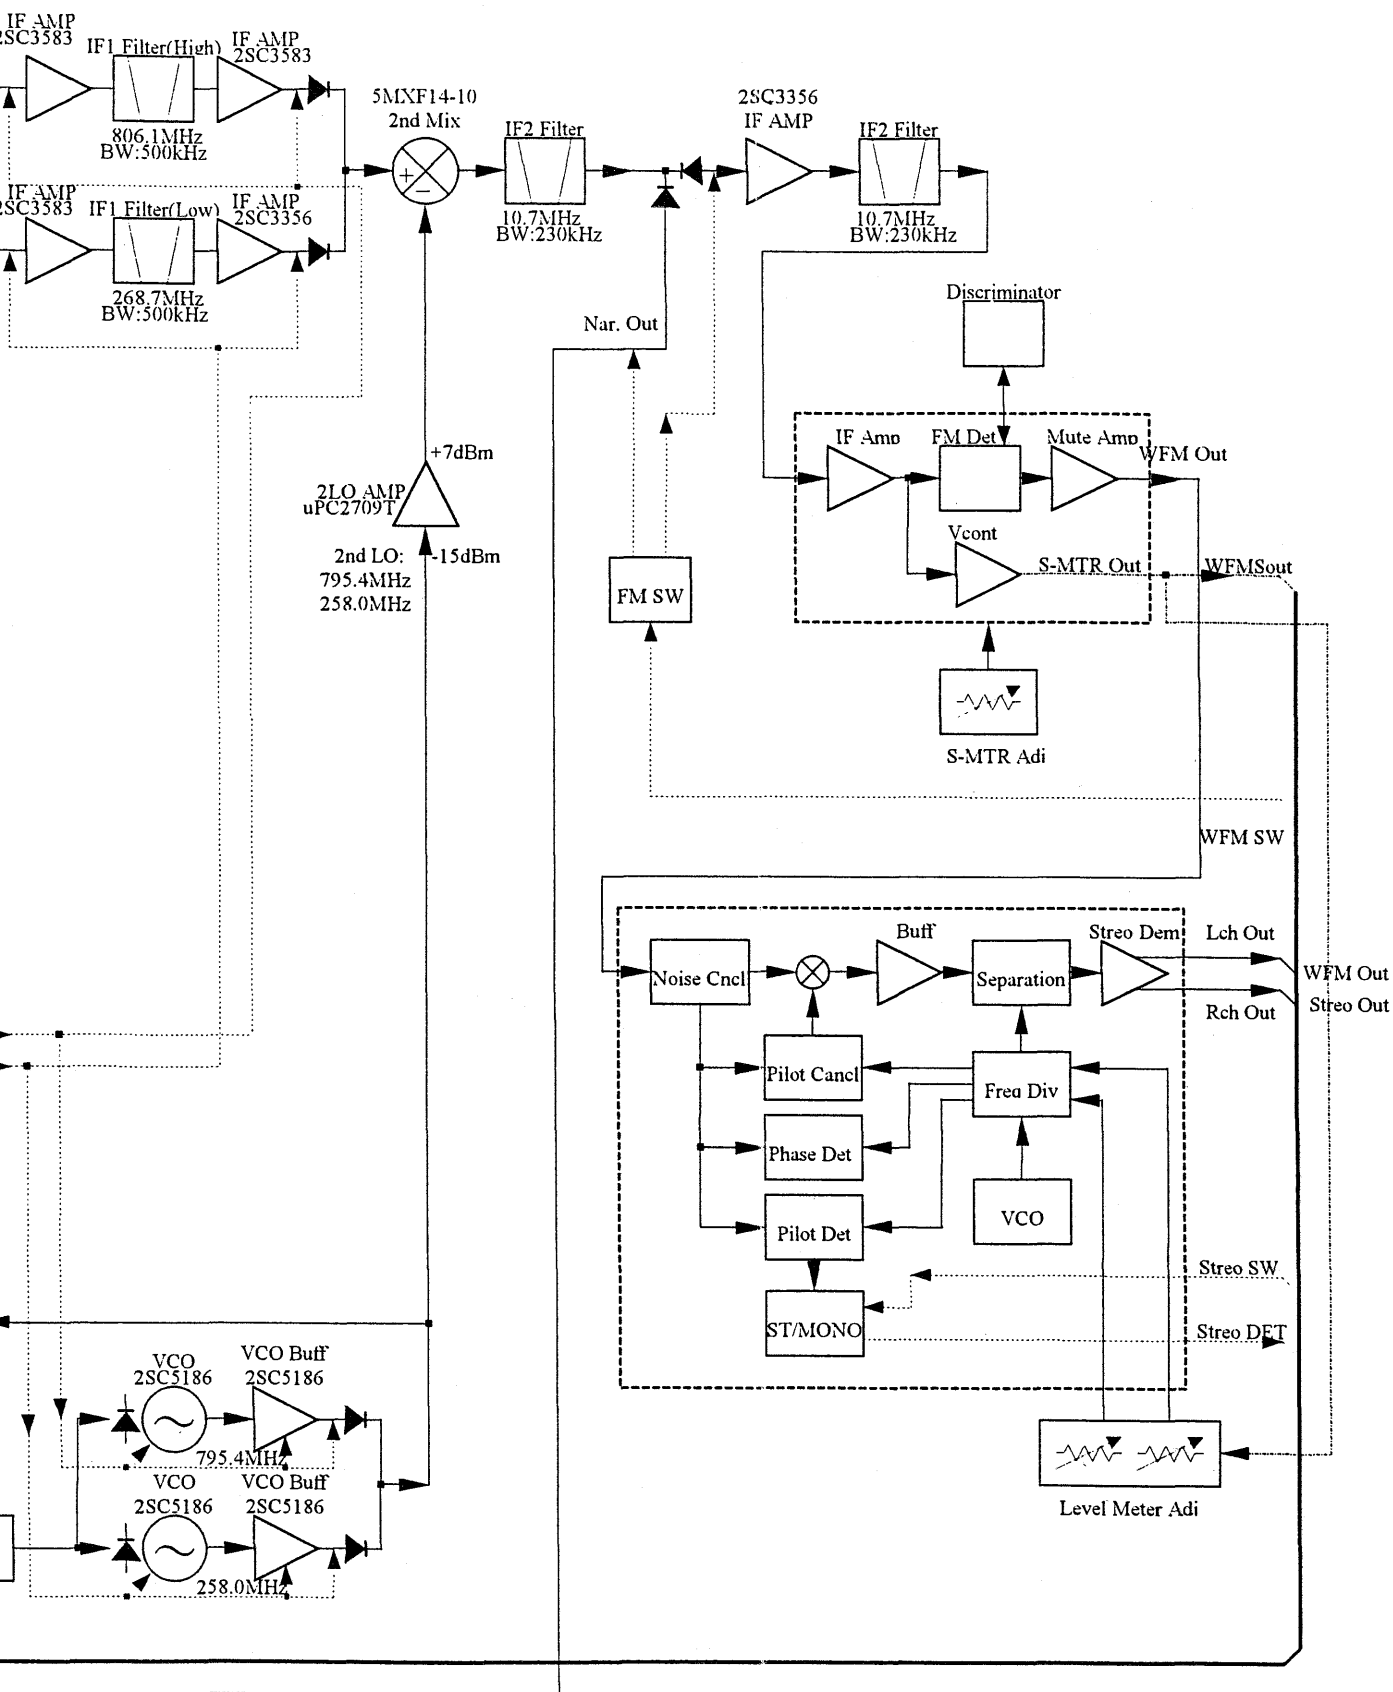 IF AMP
2SC3583
IF1 Filter(High)
806.1MHz
BW:500kHz
IF AMP
2SC3583
5MXF14-10
2nd Mix
+
−
IF2 Filter
10.7MHz
BW:230kHz
2SC3356
IF AMP
IF2 Filter
10.7MHz
BW:230kHz
IF AMP
2SC3583
IF1 Filter(Low)
268.7MHz
BW:500kHz
IF AMP
2SC3356
Nar. Out
Discriminator
IF Amp
FM Det
Mute Amp
WFM Out
Vcont
S-MTR Out
WFMSout
+7dBm
2LO AMP
uPC2709T
-15dBm
2nd LO:
795.4MHz
258.0MHz
FM SW
S-MTR Adj
WFM SW
Noise Cncl
Buff
Separation
Streo Dem
Lch Out
Rch Out
WFM Out
Streo Out
Pilot Cancl
Freq Div
Phase Det
Pilot Det
VCO
Streo SW
ST/MONO
Streo DET
VCO
2SC5186
VCO Buff
2SC5186
795.4MHz
VCO
2SC5186
VCO Buff
2SC5186
258.0MHz
Level Meter Adj